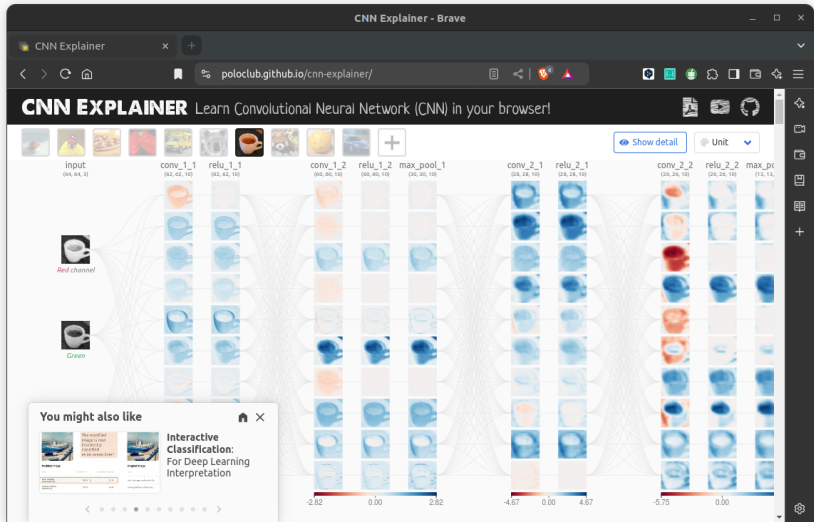 CNN Explainer - Brave
CNN Explainer
poloclub.github.io/cnn-explainer/
6
CNN EXPLAINER Learn Convolutional Neural Network (CNN) in your browser!
Show detail
Unit
input conv_1_1 relu_1_1 conv_1_2 relu_1_2 max_pool_1 conv_2_1 relu_2_1 conv_2_2 relu_2_2 max_po
(64, 64, 3) (62, 62, 10) (62, 62, 10) (60, 60, 10) (60, 60, 10) (30, 30, 10) (28, 28, 10) (28, 28, 10) (26, 26, 10) (26, 26, 10) (13, 13,
Red channel
Green
You might also like
Interactive
Classification:
For Deep Learning
Interpretation
-2.82 0.00 2.82 -4.67 0.00 4.67 -5.75 0.00